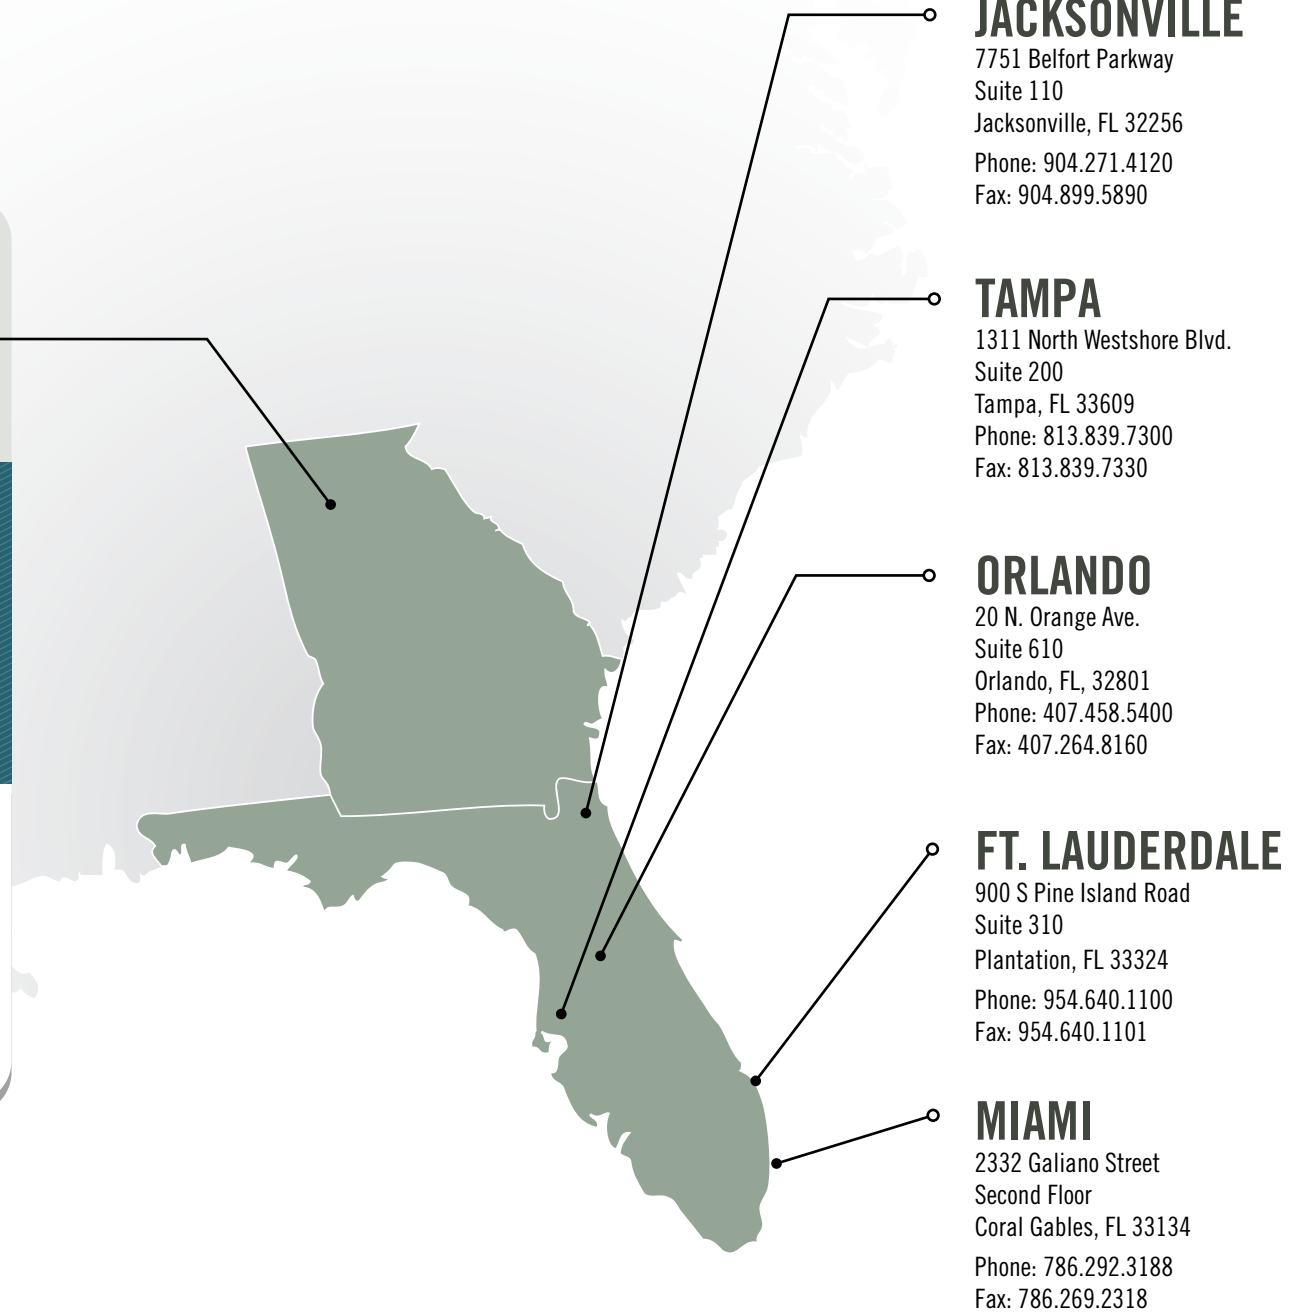 JACKSONVILLE
7751 Belfort Parkway
Suite 110
Jacksonville, FL 32256
Phone: 904.271.4120
Fax: 904.899.5890
TAMPA
1311 North Westshore Blvd.
Suite 200
Tampa, FL 33609
Phone: 813.839.7300
Fax: 813.839.7330
ORLANDO
20 N. Orange Ave.
Suite 610
Orlando, FL, 32801
Phone: 407.458.5400
Fax: 407.264.8160
FT. LAUDERDALE
900 S Pine Island Road
Suite 310
Plantation, FL 33324
Phone: 954.640.1100
Fax: 954.640.1101
MIAMI
2332 Galiano Street
Second Floor
Coral Gables, FL 33134
Phone: 786.292.3188
Fax: 786.269.2318